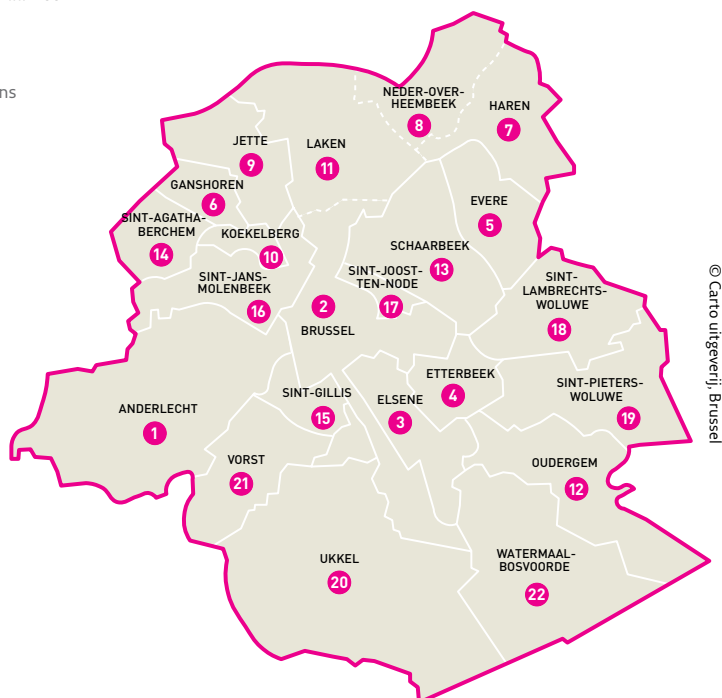 ns
NEDER-OVER-
HEEMBEEK
8
HAREN
7
JETTE
9
LAKEN
11
GANSHOREN
6
EVERE
5
SINT-AGATHA-
BERCHEM
14
KOEKELBERG
10
SCHAARBEEK
13
SINT-JANS-
MOLENBEEK
16
2
BRUSSEL
SINT-JOOST-
TEN-NODE
17
SINT-
LAMBRECHTS-
WOLUWE
18
© Carto uitgeverij, Brussel
ETTERBEEK
4
SINT-PIETERS-
WOLUWE
19
SINT-GILLIS
15
ELSENE
3
ANDERLECHT
1
VORST
21
OUDERGEM
12
UKKEL
20
WATERMAAL-
BOSVOORDE
22